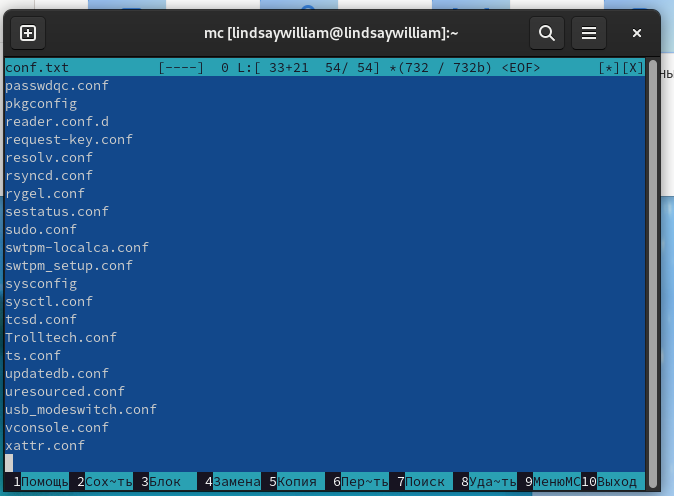 mc [lindsaywilliam@lindsaywilliam]:~
conf.txt [----] 0 L:[ 33+21 54/ 54] *(732 / 732b) <EOF> [*][X]
passwdqc.conf
pkgconfig
reader.conf.d
request-key.conf
resolv.conf
rsyncd.conf
rygel.conf
sestatus.conf
sudo.conf
swtpm-localca.conf
swtpm_setup.conf
sysconfig
sysctl.conf
tcsd.conf
Trolltech.conf
ts.conf
updatedb.conf
uresourced.conf
usb_modeswitch.conf
vconsole.conf
xattr.conf
1Помощь 2Сох~ть 3Блок 4Замена 5Копия 6Пер~ть 7Поиск 8Уда~ть 9МенюMC 10Выход